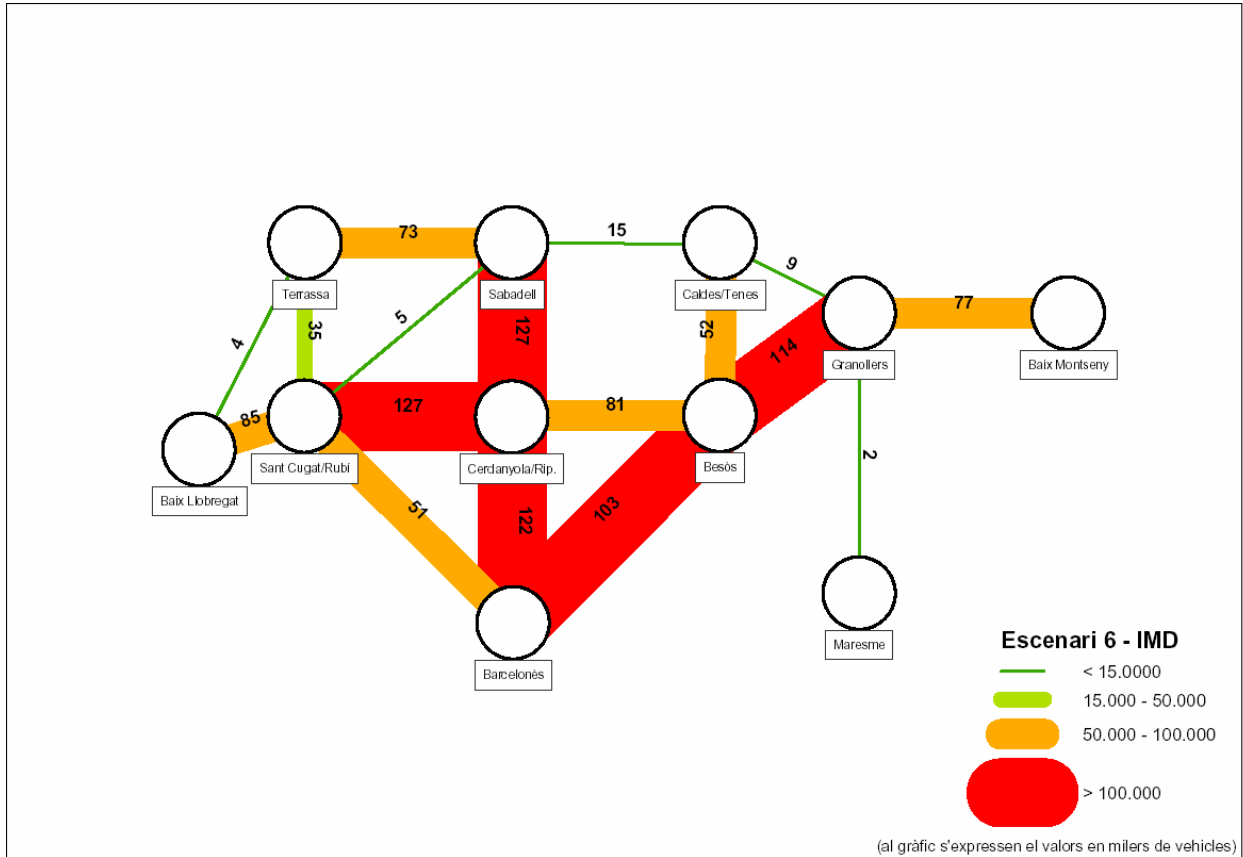 73
15
9
Terrassa
Sabadell
Caldes/Tenes
77
4
35
5
127
52
114
Granollers
Baix Montseny
85
127
81
Sant Cugat/Rubí
Cerdanyola/Rip.
Besòs
2
Baix Llobregat
51
122
103
Barcelonès
Maresme
Escenari 6 - IMD
< 15.0000
15.000 - 50.000
50.000 - 100.000
> 100.000
(al gràfic s'expressen el valors en milers de vehicles)